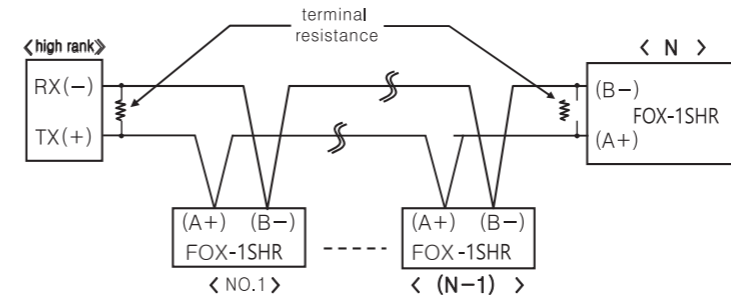 terminal
resistance
《high rank》
RX(−)
TX(+)
〈 N 〉
(B−)
FOX-1SHR
(A+)
(A+) (B−)
FOX-1SHR
〈 NO.1 〉
(A+) (B−)
FOX-1SHR
〈 (N−1) 〉